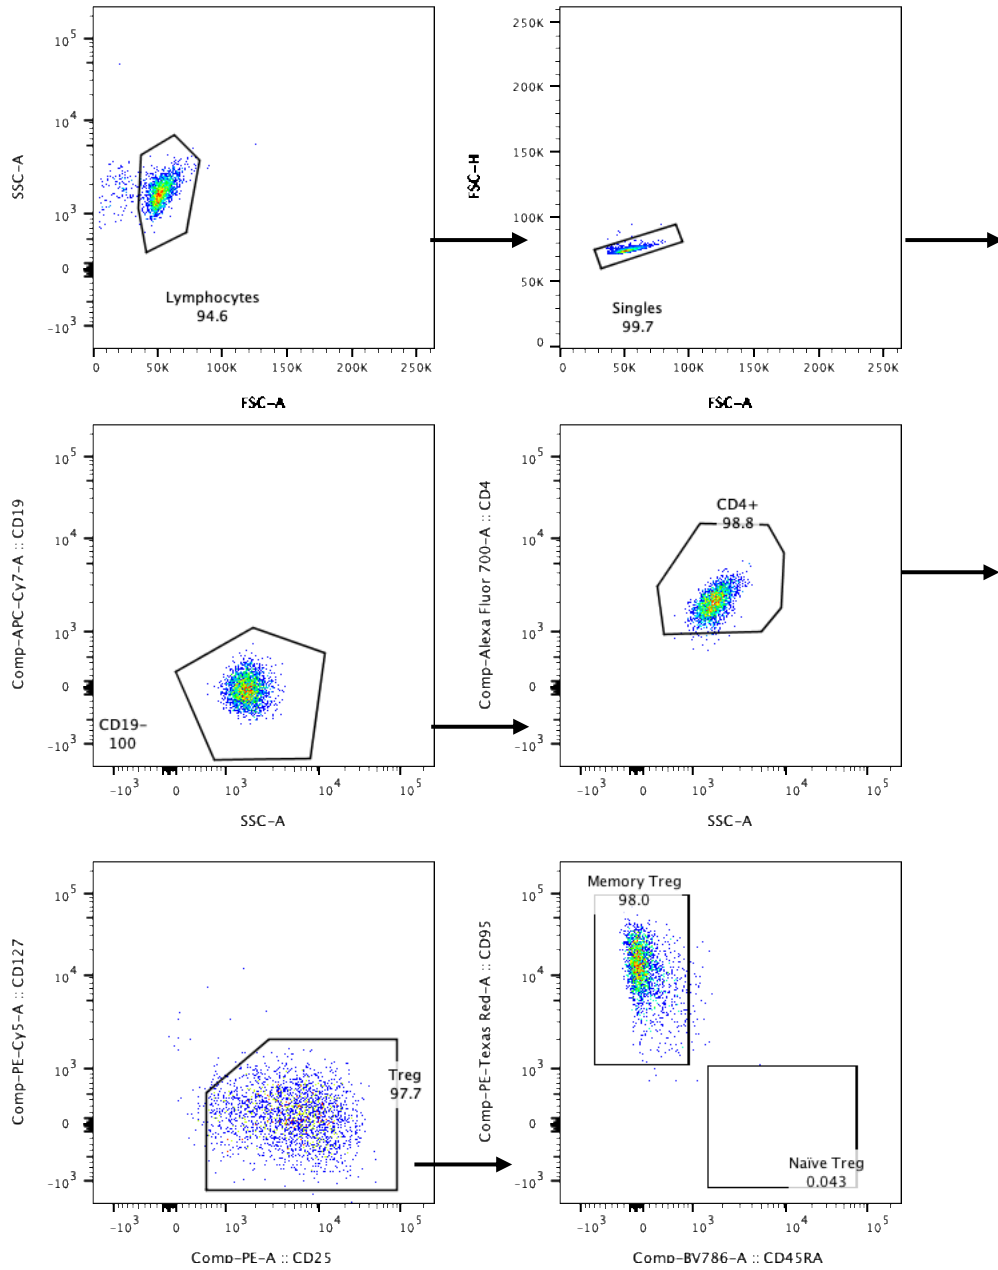 10^5
10^4
10^3
0
-10^3
SSC-A
Lymphocytes
94.6
0 50K 100K 150K 200K 250K
FSC-A
250K
200K
150K
100K
50K
0
FSC-H
Singles
99.7
0 50K 100K 150K 200K 250K
FSC-A
10^5
10^4
10^3
0
-10^3
Comp-APC-Cy7-A :: CD19
CD19-
100
-10^3 0 10^3 10^4 10^5
SSC-A
10^5
10^4
10^3
0
-10^3
Comp-Alexa Fluor 700-A :: CD4
CD4+
98.8
-10^3 0 10^3 10^4 10^5
SSC-A
10^5
10^4
10^3
0
-10^3
Comp-PE-Cy5-A :: CD127
Treg
97.7
-10^3 0 10^3 10^4 10^5
Comp-PE-A :: CD25
10^5
10^4
10^3
0
-10^3
Comp-PE-Texas Red-A :: CD95
Memory Treg
98.0
Naïve Treg
0.043
-10^3 0 10^3 10^4 10^5
Comp-BV786-A :: CD45RA